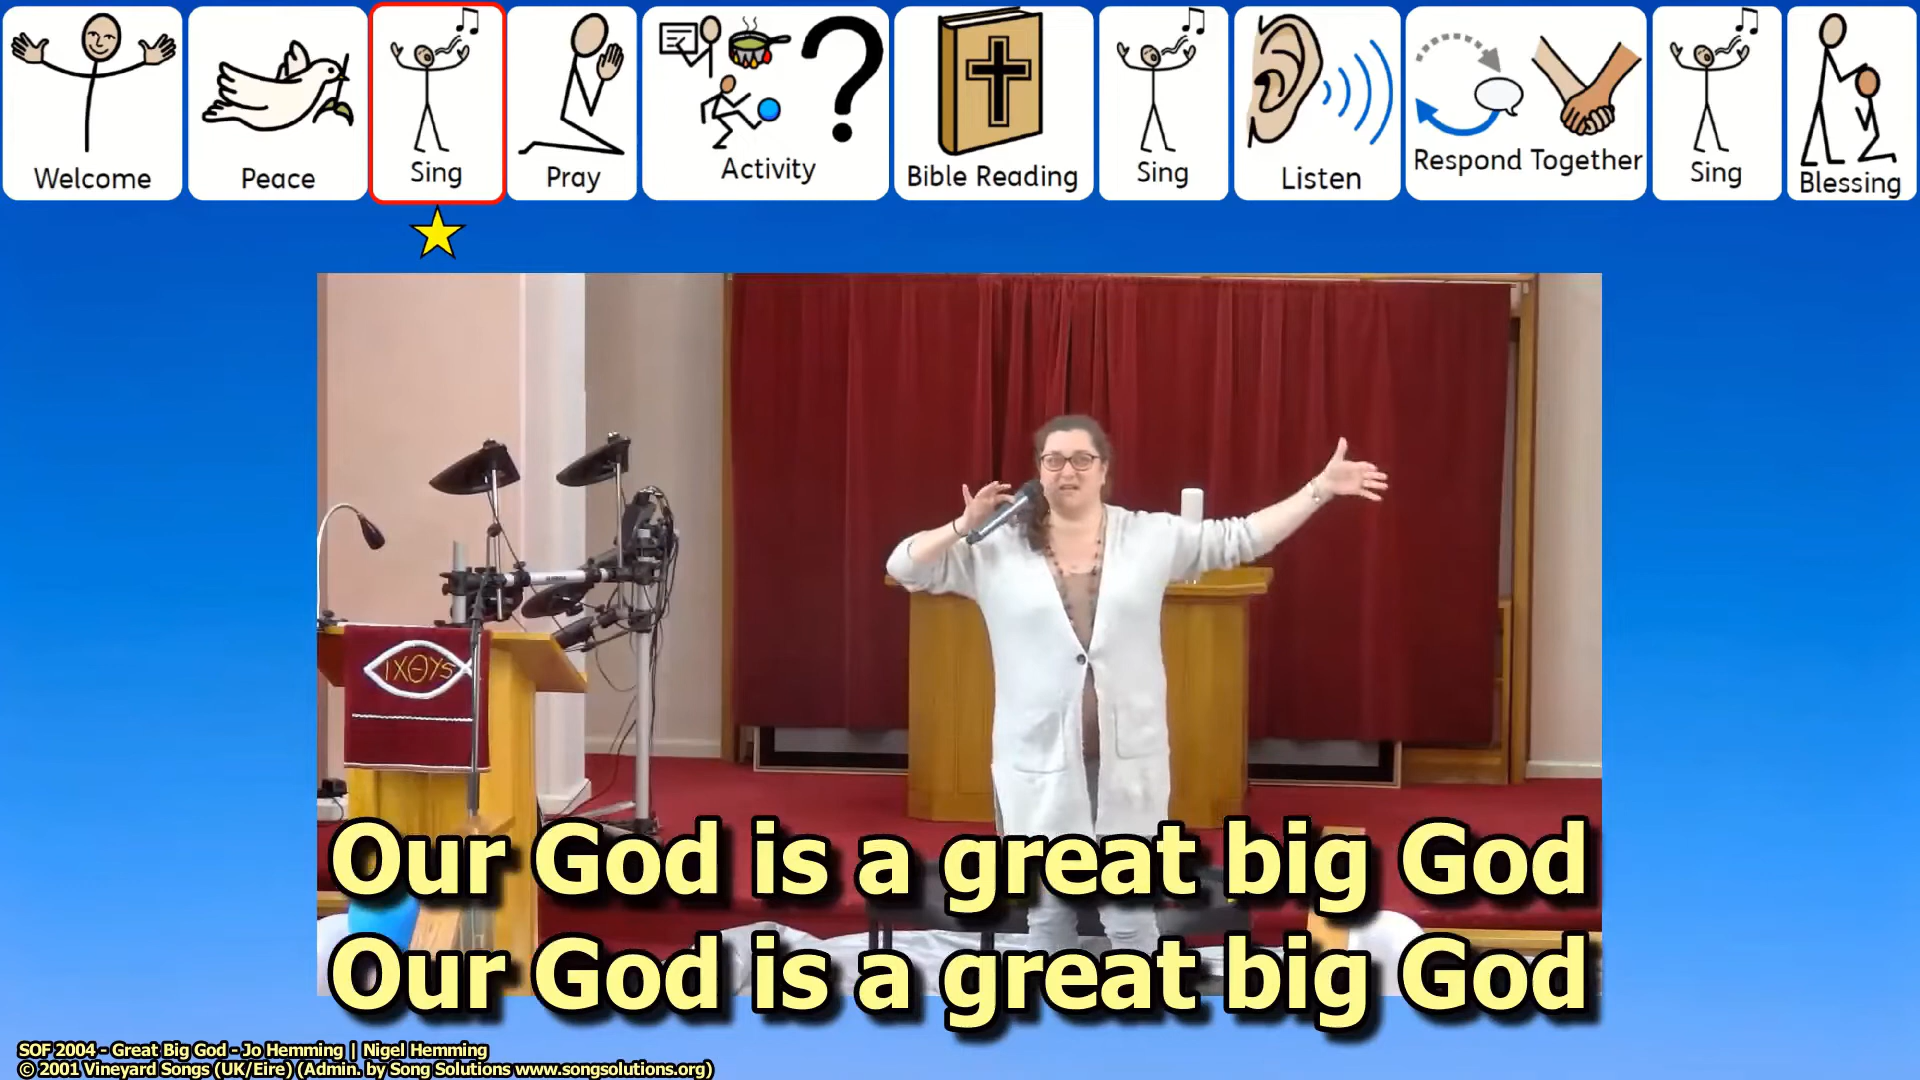 Welcome
Peace
Sing
Pray
Activity
?
Bible Reading
Sing
Listen
Respond Together
Sing
Blessing
ΙΧΘΥΣ
Our God is a great big God
Our God is a great big God
SOF 2004 - Great Big God - Jo Hemming | Nigel Hemming
© 2001 Vineyard Songs (UK/Eire) (Admin. by Song Solutions www.songsolutions.org)